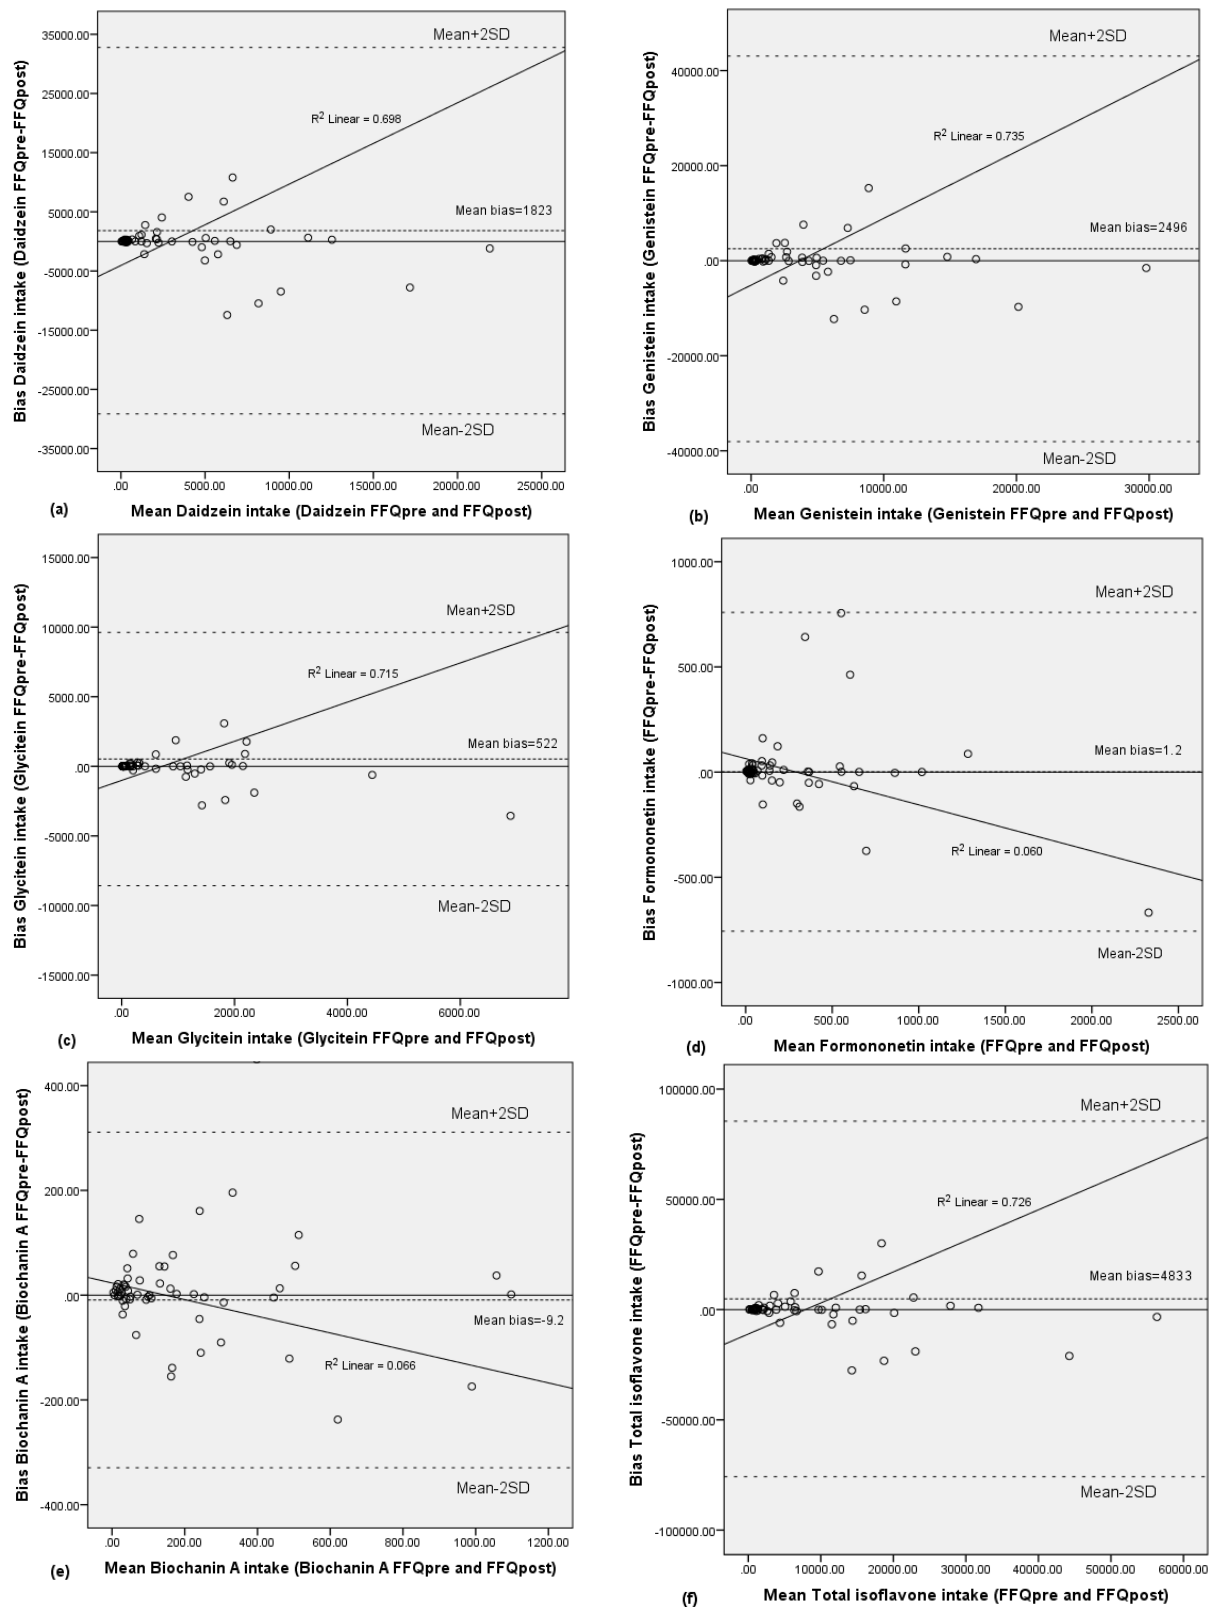 35000.00
25000.00
15000.00
5000.00
-5000.00
-15000.00
-25000.00
-35000.00
Bias Daidzein intake (Daidzein FFQpre-FFQpost)
Mean+2SD
R2 Linear = 0.698
Mean bias=1823
Mean-2SD
.00 5000.00 10000.00 15000.00 20000.00 25000.00
(a)
Mean Daidzein intake (Daidzein FFQpre and FFQpost)
40000.00
20000.00
.00
-20000.00
-40000.00
Bias Genistein intake (Genistein FFQpre-FFQpost)
Mean+2SD
R2 Linear = 0.735
Mean bias=2496
Mean-2SD
.00 10000.00 20000.00 30000.00
(b)
Mean Genistein intake (Genistein FFQpre and FFQpost)
15000.00
10000.00
5000.00
.00
-5000.00
-10000.00
-15000.00
Bias Glycitein intake (Glycitein FFQpre-FFQpost)
Mean+2SD
R2 Linear = 0.715
Mean bias=522
Mean-2SD
.00 2000.00 4000.00 6000.00
(c)
Mean Glycitein intake (Glycitein FFQpre and FFQpost)
1000.00
500.00
.00
-500.00
-1000.00
Bias Formononetin intake (FFQpre-FFQpost)
Mean+2SD
Mean bias=1.2
R2 Linear = 0.060
Mean-2SD
.00 500.00 1000.00 1500.00 2000.00 2500.00
(d)
Mean Formononetin intake (FFQpre and FFQpost)
400.00
200.00
.00
-200.00
-400.00
Bias Biochanin A intake (Biochanin A FFQpre-FFQpost)
Mean+2SD
Mean bias=-9.2
R2 Linear = 0.066
Mean-2SD
.00 200.00 400.00 600.00 800.00 1000.00 1200.00
(e)
Mean Biochanin A intake (Biochanin A FFQpre and FFQpost)
100000.00
50000.00
.00
-50000.00
-100000.00
Bias Total isoflavone intake (FFQpre-FFQpost)
Mean+2SD
R2 Linear = 0.726
Mean bias=4833
Mean-2SD
.00 10000.00 20000.00 30000.00 40000.00 50000.00 60000.00
(f)
Mean Total isoflavone intake (FFQpre and FFQpost)